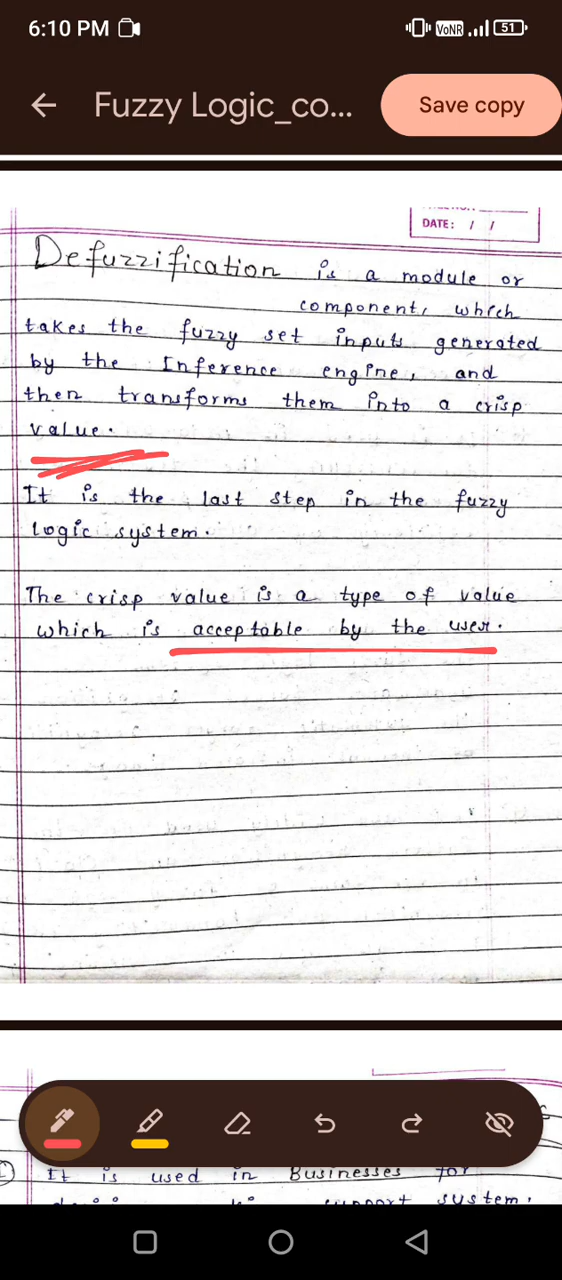 6:10 PM
VoNR
51
Fuzzy Logic_co...
Save copy
DATE: / /
Defuzzification is a module or
component, which
takes the fuzzy set inputs generated
by the Inference engine, and
then transforms them into a crisp
value.
It is the last step in the fuzzy
Logic system.
The crisp value is a type of value
which is acceptable by the user.
It is used in Businesses for
support system.